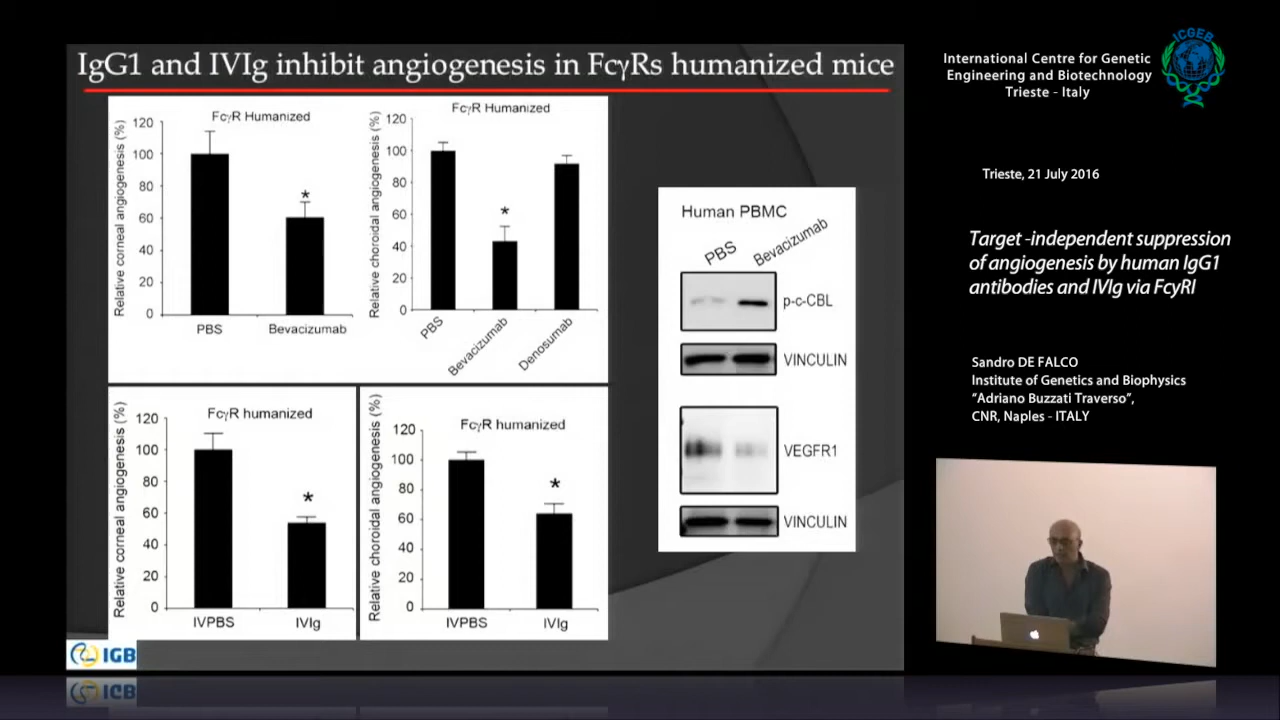 IgG1 and IVIg inhibit angiogenesis in FcγRs humanized mice
FcγR Humanized
Relative corneal angiogenesis (%)
120
100
80
60
40
20
0
*
PBS
Bevacizumab
FcγR Humanized
Relative choroidal angiogenesis (%)
120
100
80
60
40
20
0
*
PBS
Bevacizumab
Denosumab
FcγR humanized
Relative corneal angiogenesis (%)
120
100
80
60
40
20
0
*
IVPBS
IVIg
FcγR humanized
Relative choroidal angiogenesis (%)
120
100
80
60
40
20
0
*
IVPBS
IVIg
Human PBMC
PBS
Bevacizumab
p-c-CBL
VINCULIN
VEGFR1
VINCULIN
IGB
ICGEB
International Centre for Genetic
Engineering and Biotechnology
Trieste - Italy
Trieste, 21 July 2016
Target -independent suppression
of angiogenesis by human IgG1
antibodies and IVIg via FcγRI
Sandro DE FALCO
Institute of Genetics and Biophysics
“Adriano Buzzati Traverso”,
CNR, Naples - ITALY